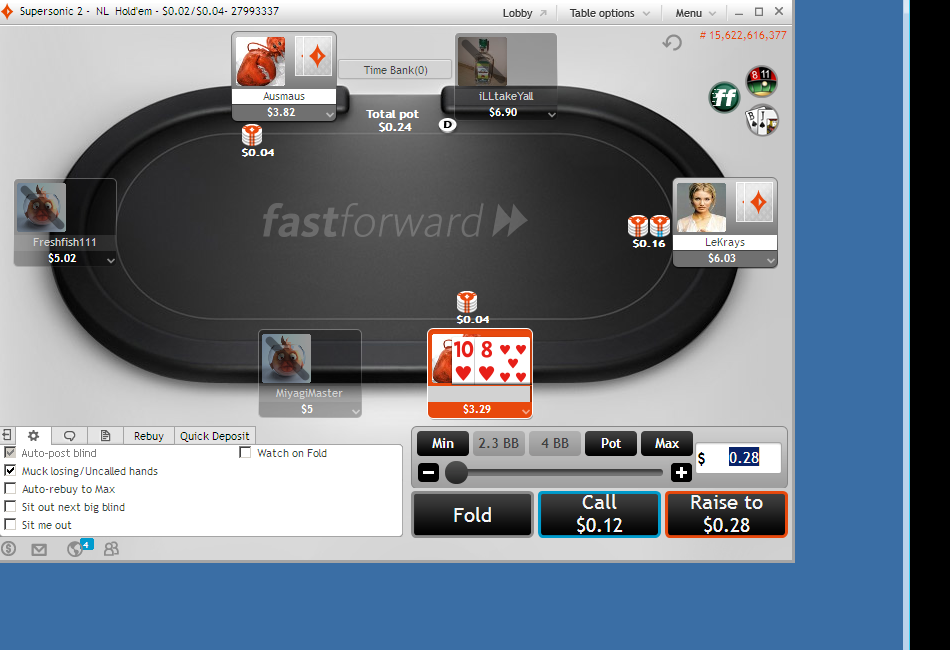 Supersonic 2 - NL Hold'em - $0.02/$0.04- 27993337
Lobby Table options Menu
# 15,622,616,377
Time Bank(0)
Ausmaus
$3.82
iLLtakeYall
$6.90
Total pot
$0.24
D
$0.04
8 11
ff
B J
Freshfish111
$5.02
fastforward
$0.16
LeKrays
$6.03
$0.04
10 8
MiyagiMaster
$5
$3.29
Rebuy Quick Deposit
Auto-post blind
Watch on Fold
Muck losing/Uncalled hands
Auto-rebuy to Max
Sit out next big blind
Sit me out
4
Min 2.3 BB 4 BB Pot Max
$ 0.28
Fold
Call
$0.12
Raise to
$0.28